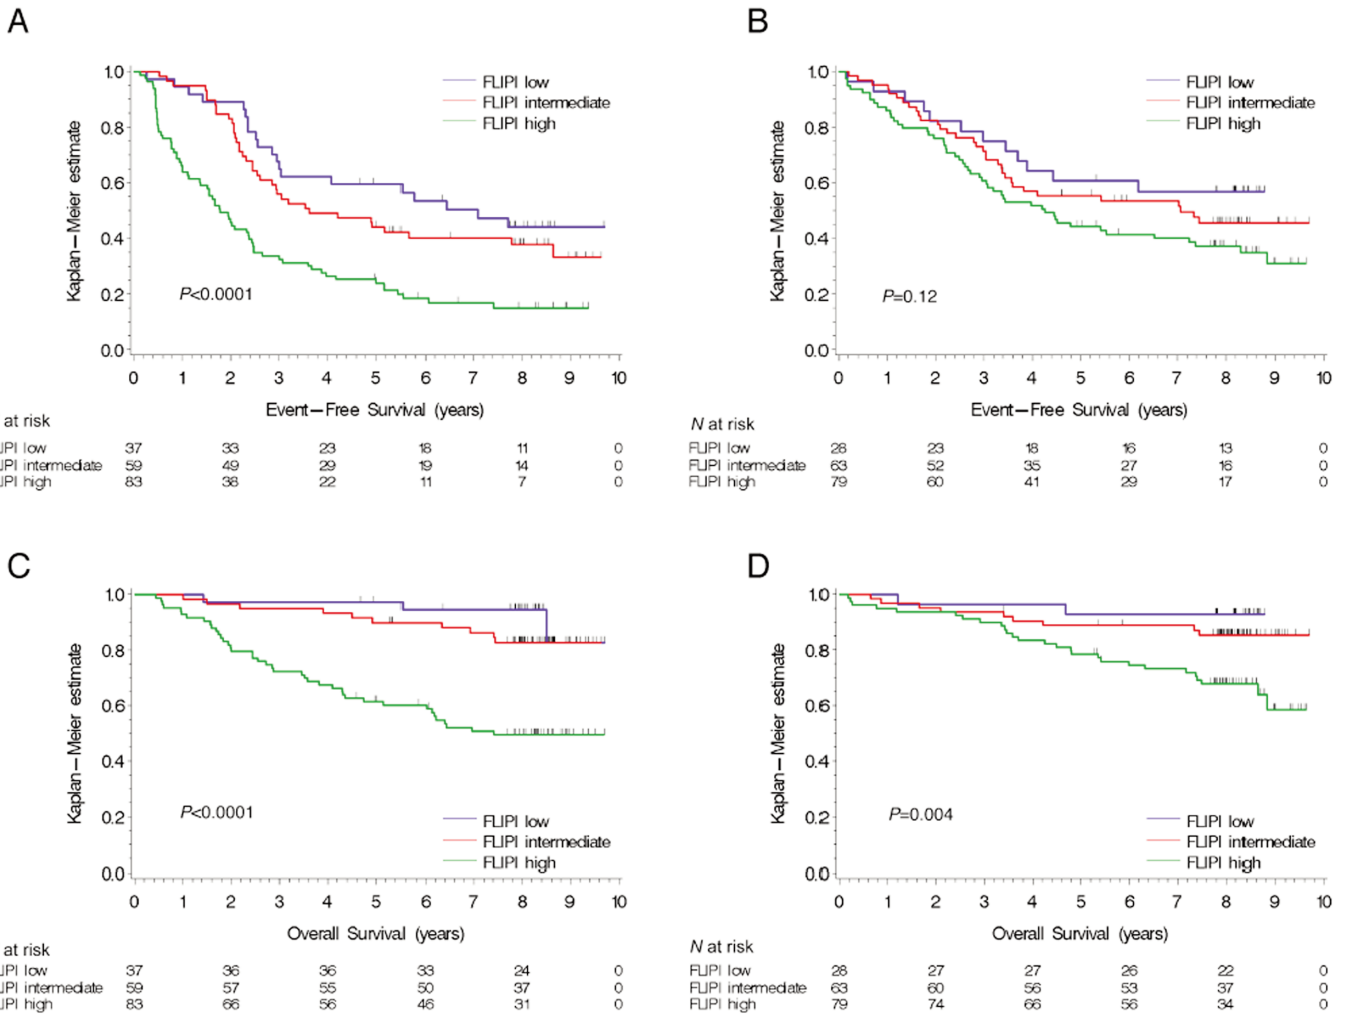 A
1.0
0.8
0.6
0.4
0.2
0.0
Kaplan–Meier estimate
FLIPI low
FLIPI intermediate
FLIPI high
P<0.0001
0 1 2 3 4 5 6 7 8 9 10
Event–Free Survival (years)
at risk
JPI low 37 33 23 18 11 0
JPI intermediate 59 49 29 19 14 0
JPI high 83 38 22 11 7 0
B
1.0
0.8
0.6
0.4
0.2
0.0
Kaplan–Meier estimate
FLIPI low
FLIPI intermediate
FLIPI high
P=0.12
0 1 2 3 4 5 6 7 8 9 10
Event–Free Survival (years)
N at risk
FLIPI low 28 23 18 16 13 0
FLIPI intermediate 63 52 35 27 16 0
FLIPI high 79 60 41 29 17 0
C
1.0
0.8
0.6
0.4
0.2
0.0
Kaplan–Meier estimate
P<0.0001
FLIPI low
FLIPI intermediate
FLIPI high
0 1 2 3 4 5 6 7 8 9 10
Overall Survival (years)
at risk
JPI low 37 36 36 33 24 0
JPI intermediate 59 57 55 50 37 0
JPI high 83 66 56 46 31 0
D
1.0
0.8
0.6
0.4
0.2
0.0
Kaplan–Meier estimate
P=0.004
FLIPI low
FLIPI intermediate
FLIPI high
0 1 2 3 4 5 6 7 8 9 10
Overall Survival (years)
N at risk
FLIPI low 28 27 27 26 22 0
FLIPI intermediate 63 60 56 53 37 0
FLIPI high 79 74 66 56 34 0